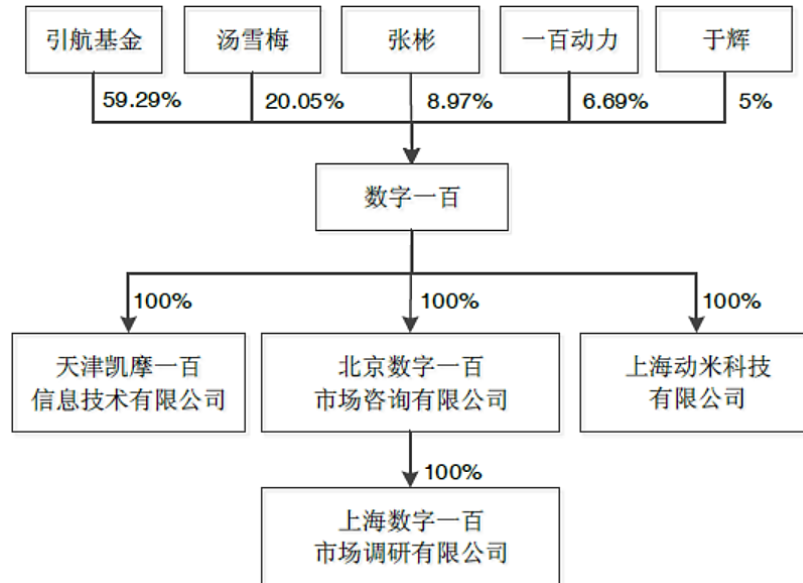 引航基金
汤雪梅
张彬
一百动力
于辉
59.29%
20.05%
8.97%
6.69%
5%
数字一百
100%
100%
100%
天津凯摩一百
信息技术有限公司
北京数字一百
市场咨询有限公司
上海动米科技
有限公司
100%
上海数字一百
市场调研有限公司